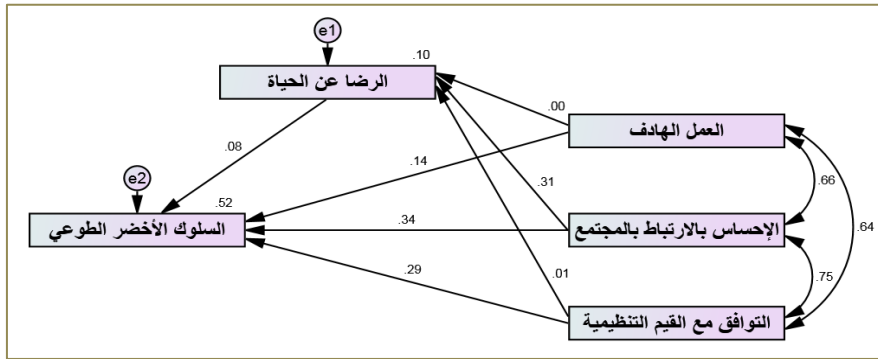 e1
.10
الرضا عن الحياة
.00
العمل الهادف
.08
.14
.66
e2
.31
.52
السلوك الأخضر الطوعي
.34
الإحساس بالارتباط بالمجتمع
.64
.29
.01
.75
التوافق مع القيم التنظيمية